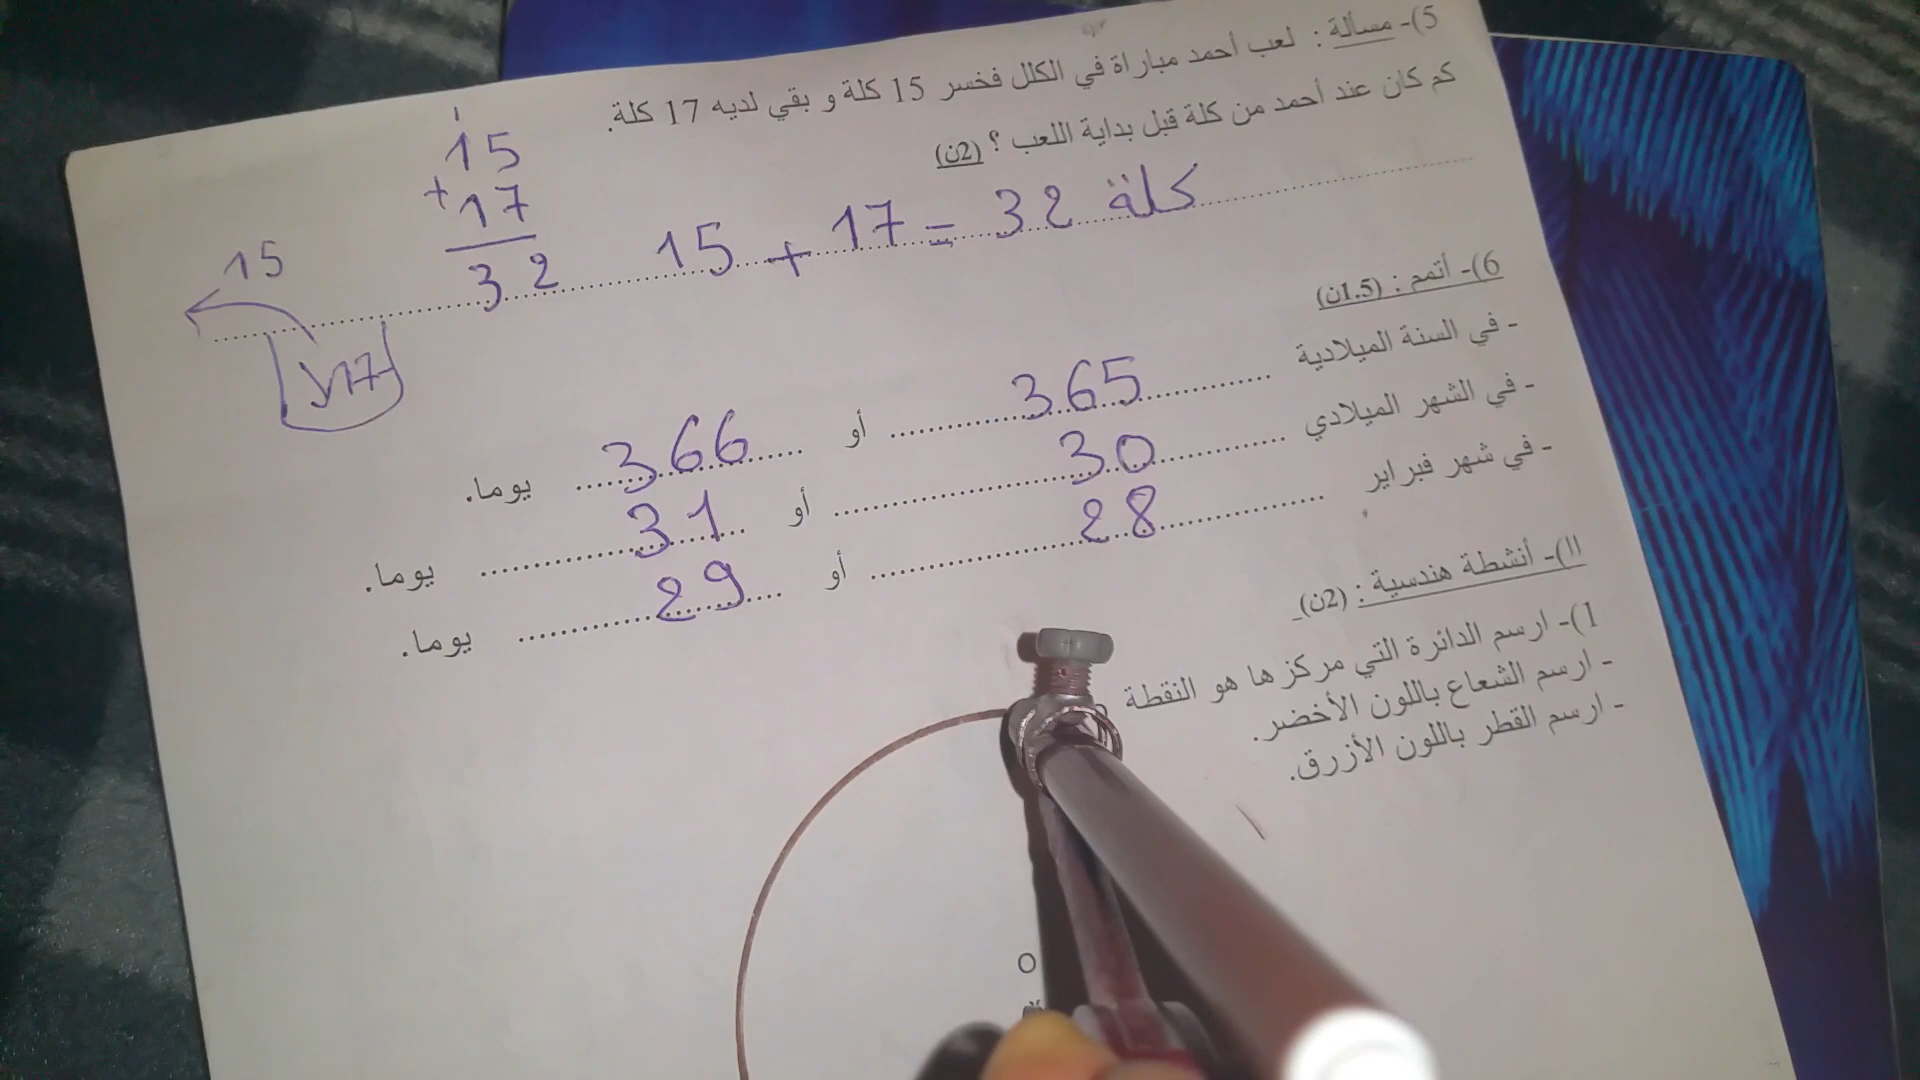 5)- مسألة : لعب أحمد مباراة في الكلل فخسر 15 كلة و بقي لديه 17 كلة.
كم كان عند أحمد من كلة قبل بداية اللعب ؟ (2ن)
1
15
+
17
32
15 + 17 = 32 كلة
15
17
6)- أتمم : (1.5ن)
- في السنة الميلادية 365 أو 366 يوما.
- في الشهر الميلادي 30 أو 31 يوما.
- في شهر فبراير 28 أو 29 يوما.
II)- أنشطة هندسية : (2ن)
1)- ارسم الدائرة التي مركزها هو النقطة
- ارسم الشعاع باللون الأخضر.
- ارسم القطر باللون الأزرق.
O